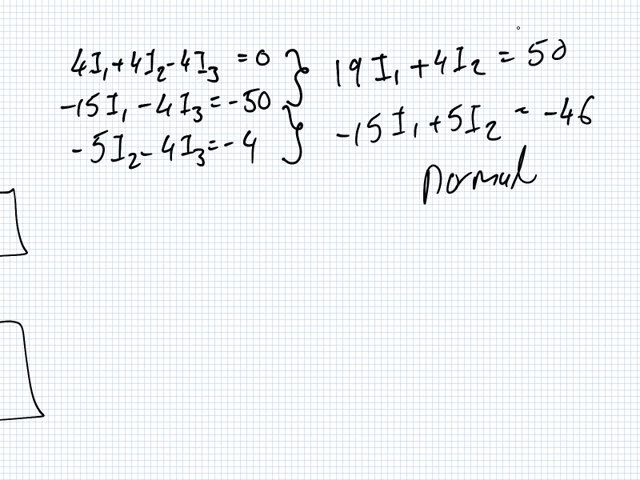 4I₁+4I₂-4I₃ = 0
-15I₁-4I₃=-50
-5I₂-4I₃=-4
19I₁+4I₂=50
-15I₁+5I₂=-46
normal